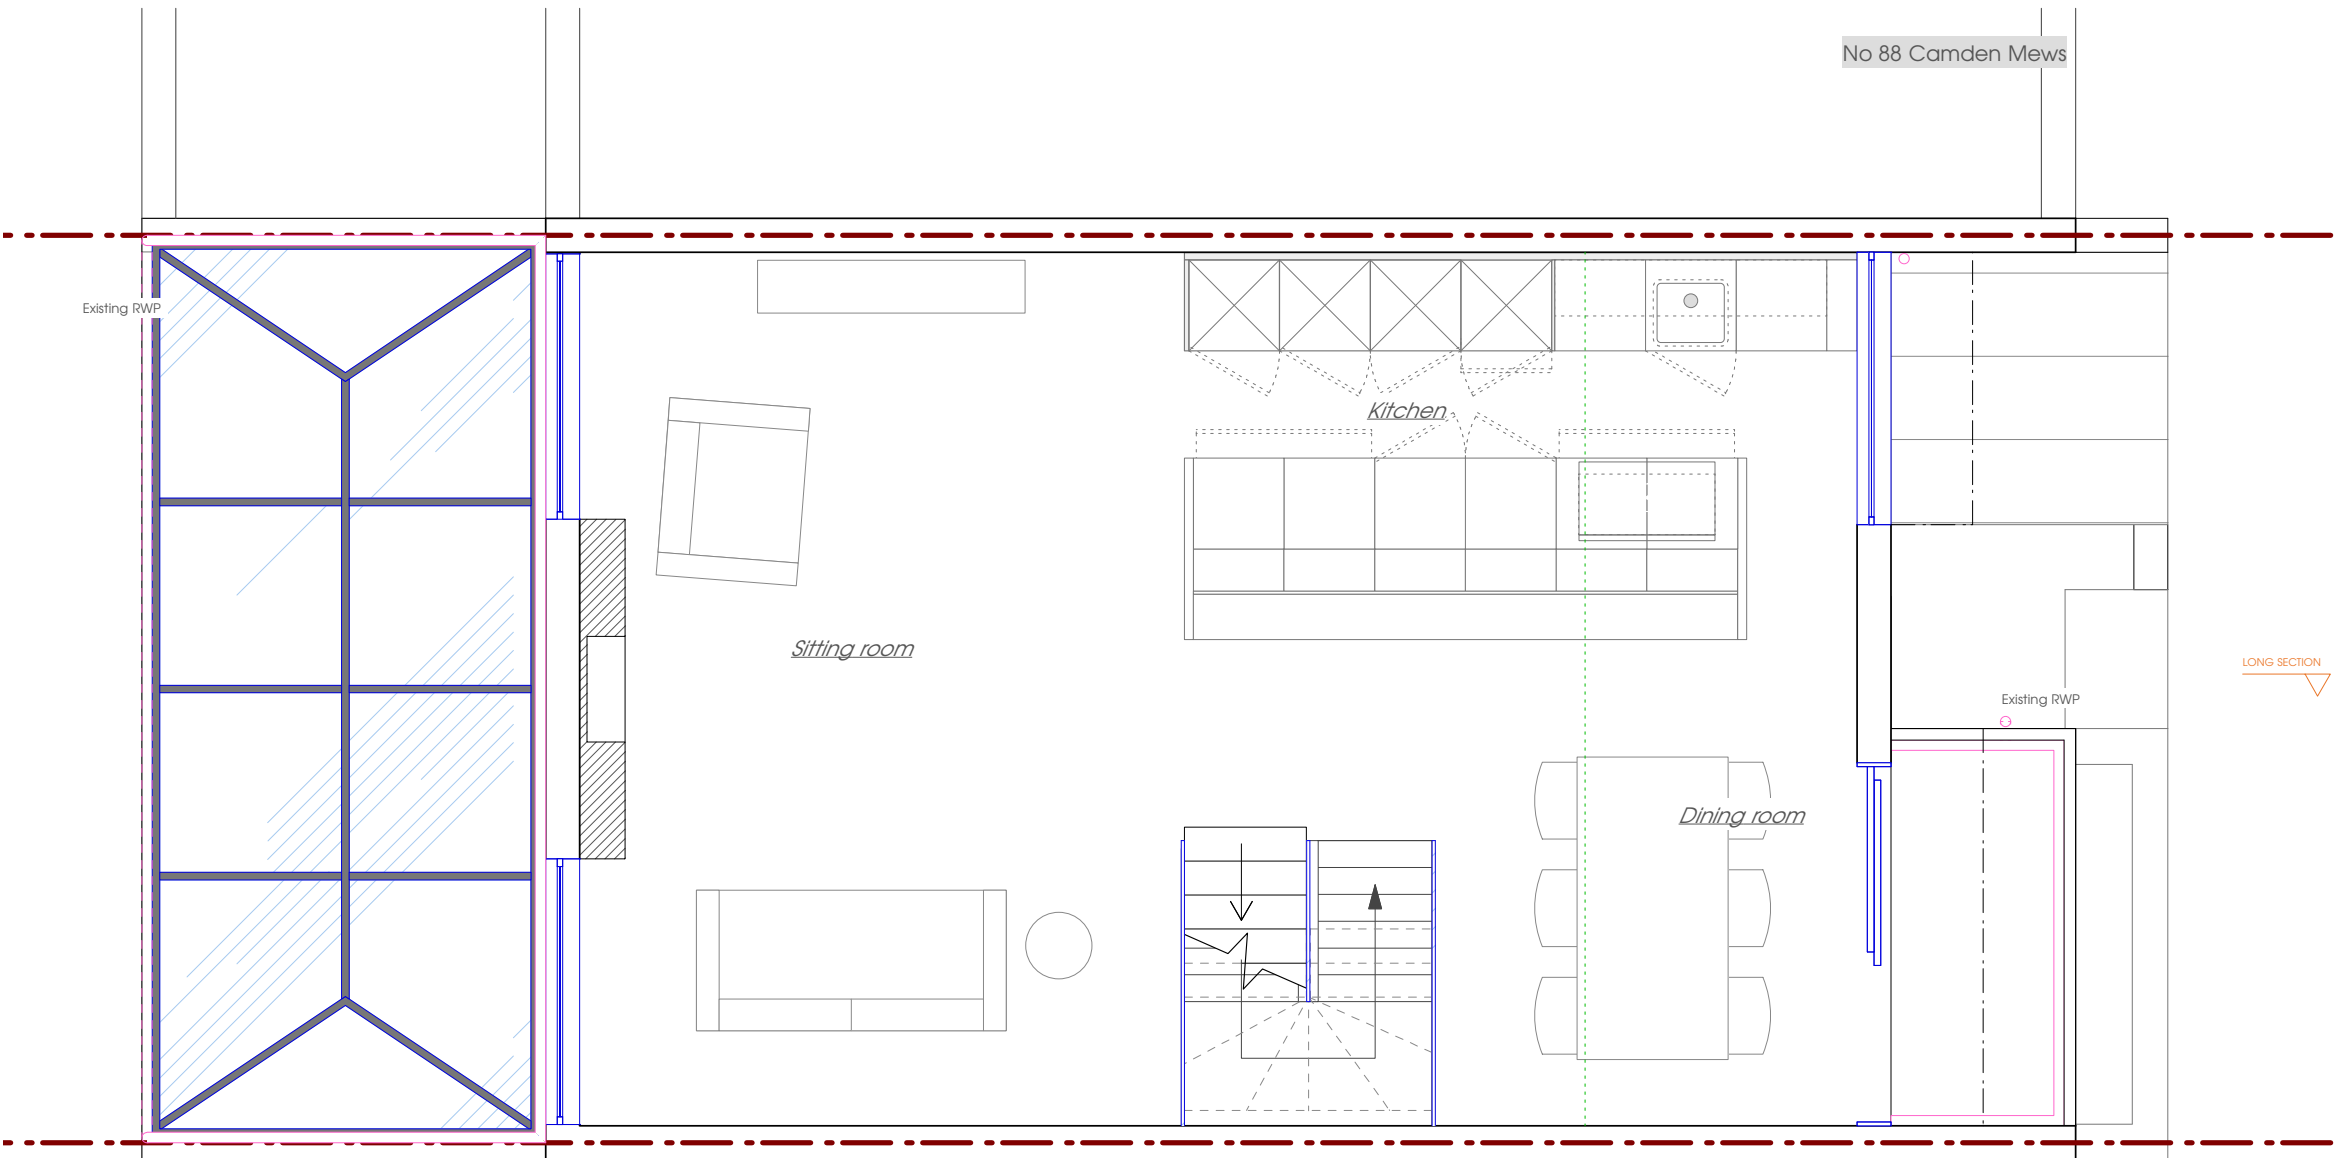 No 88 Camden Mews
Existing RWP
Kitchen
Sitting room
LONG SECTION
Existing RWP
Dining room